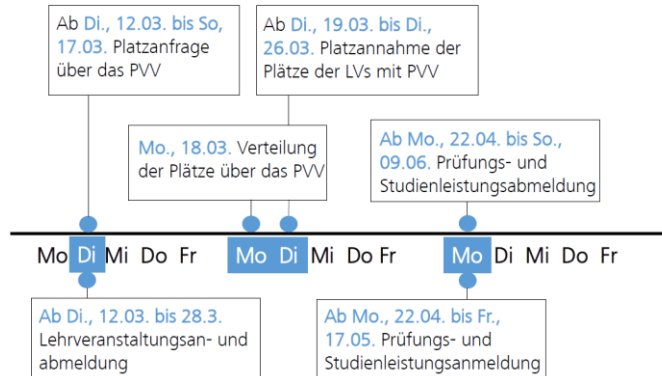 Ab Di., 12.03. bis So,
17.03. Platzanfrage
über das PVV
Ab Di., 19.03. bis Di.,
26.03. Platzannahme der
Plätze der LVs mit PVV
Mo., 18.03. Verteilung
der Plätze über das PVV
Ab Mo., 22.04. bis So.,
09.06. Prüfungs- und
Studienleistungsabmeldung
Mo Di Mi Do Fr
Mo Di Mi Do Fr
Mo Di Mi Do Fr
Ab Di., 12.03. bis 28.3.
Lehrveranstaltungsan- und
abmeldung
Ab Mo., 22.04. bis Fr.,
17.05. Prüfungs- und
Studienleistungsanmeldung